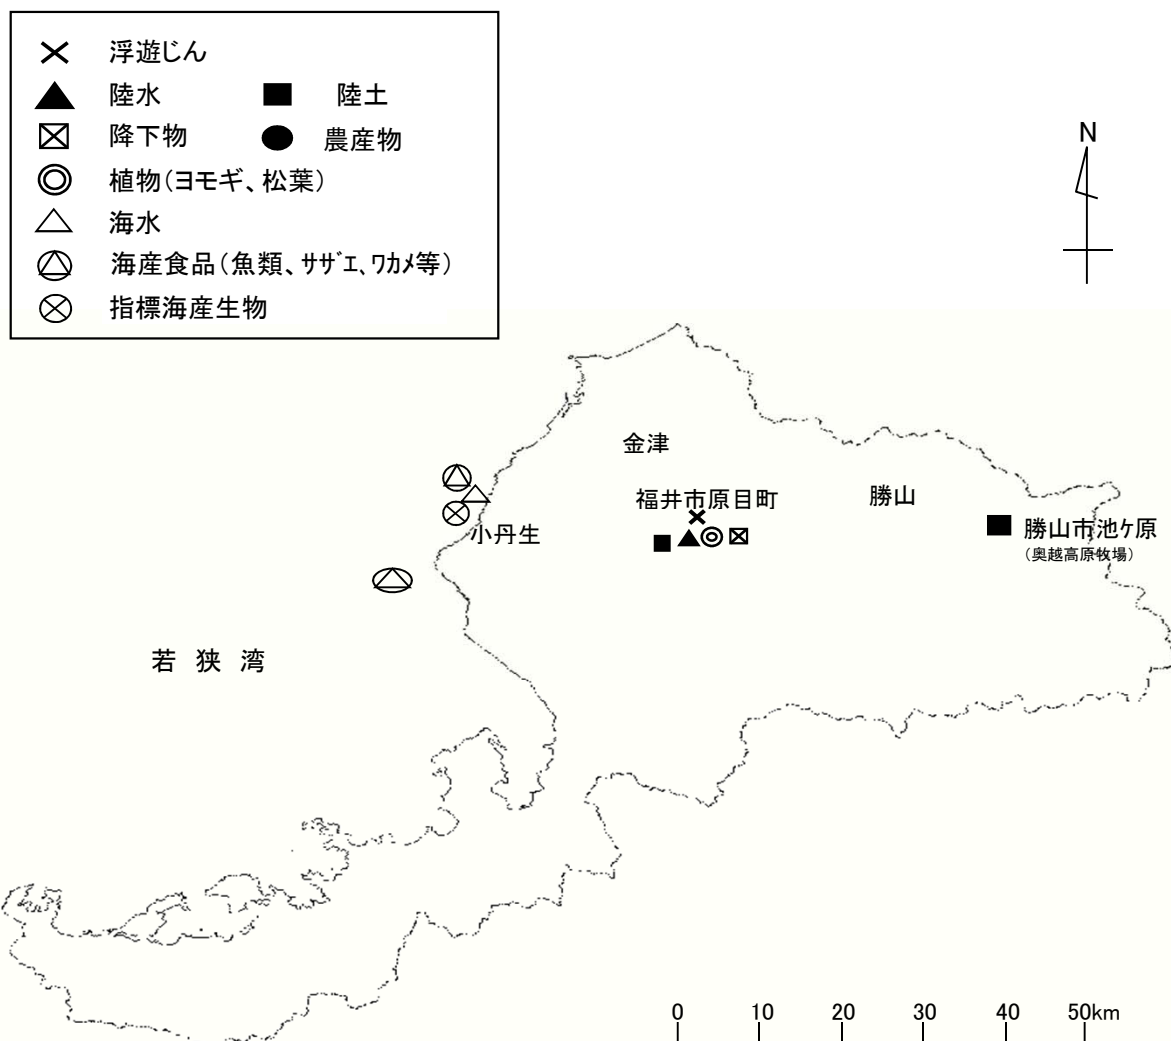 浮遊じん
陸水 陸土
降下物 農産物
植物(ヨモギ、松葉)
海水
海産食品(魚類、サザエ、ワカメ等)
指標海産生物
N
金津
福井市原目町
勝山
小丹生
勝山市池ケ原
(奥越高原牧場)
若狭湾
0 10 20 30 40 50km